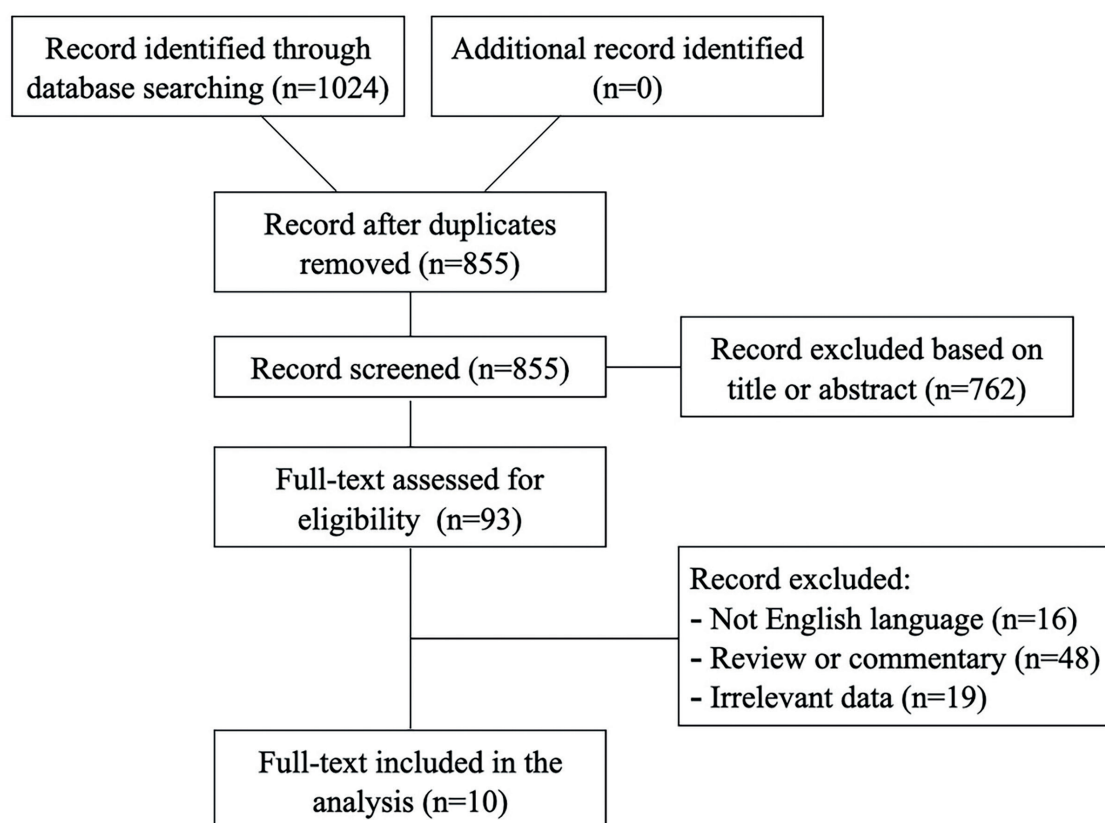 Record identified through
database searching (n=1024)
Additional record identified
(n=0)
Record after duplicates
removed (n=855)
Record screened (n=855)
Record excluded based on
title or abstract (n=762)
Full-text assessed for
eligibility (n=93)
Record excluded:
- Not English language (n=16)
- Review or commentary (n=48)
- Irrelevant data (n=19)
Full-text included in the
analysis (n=10)